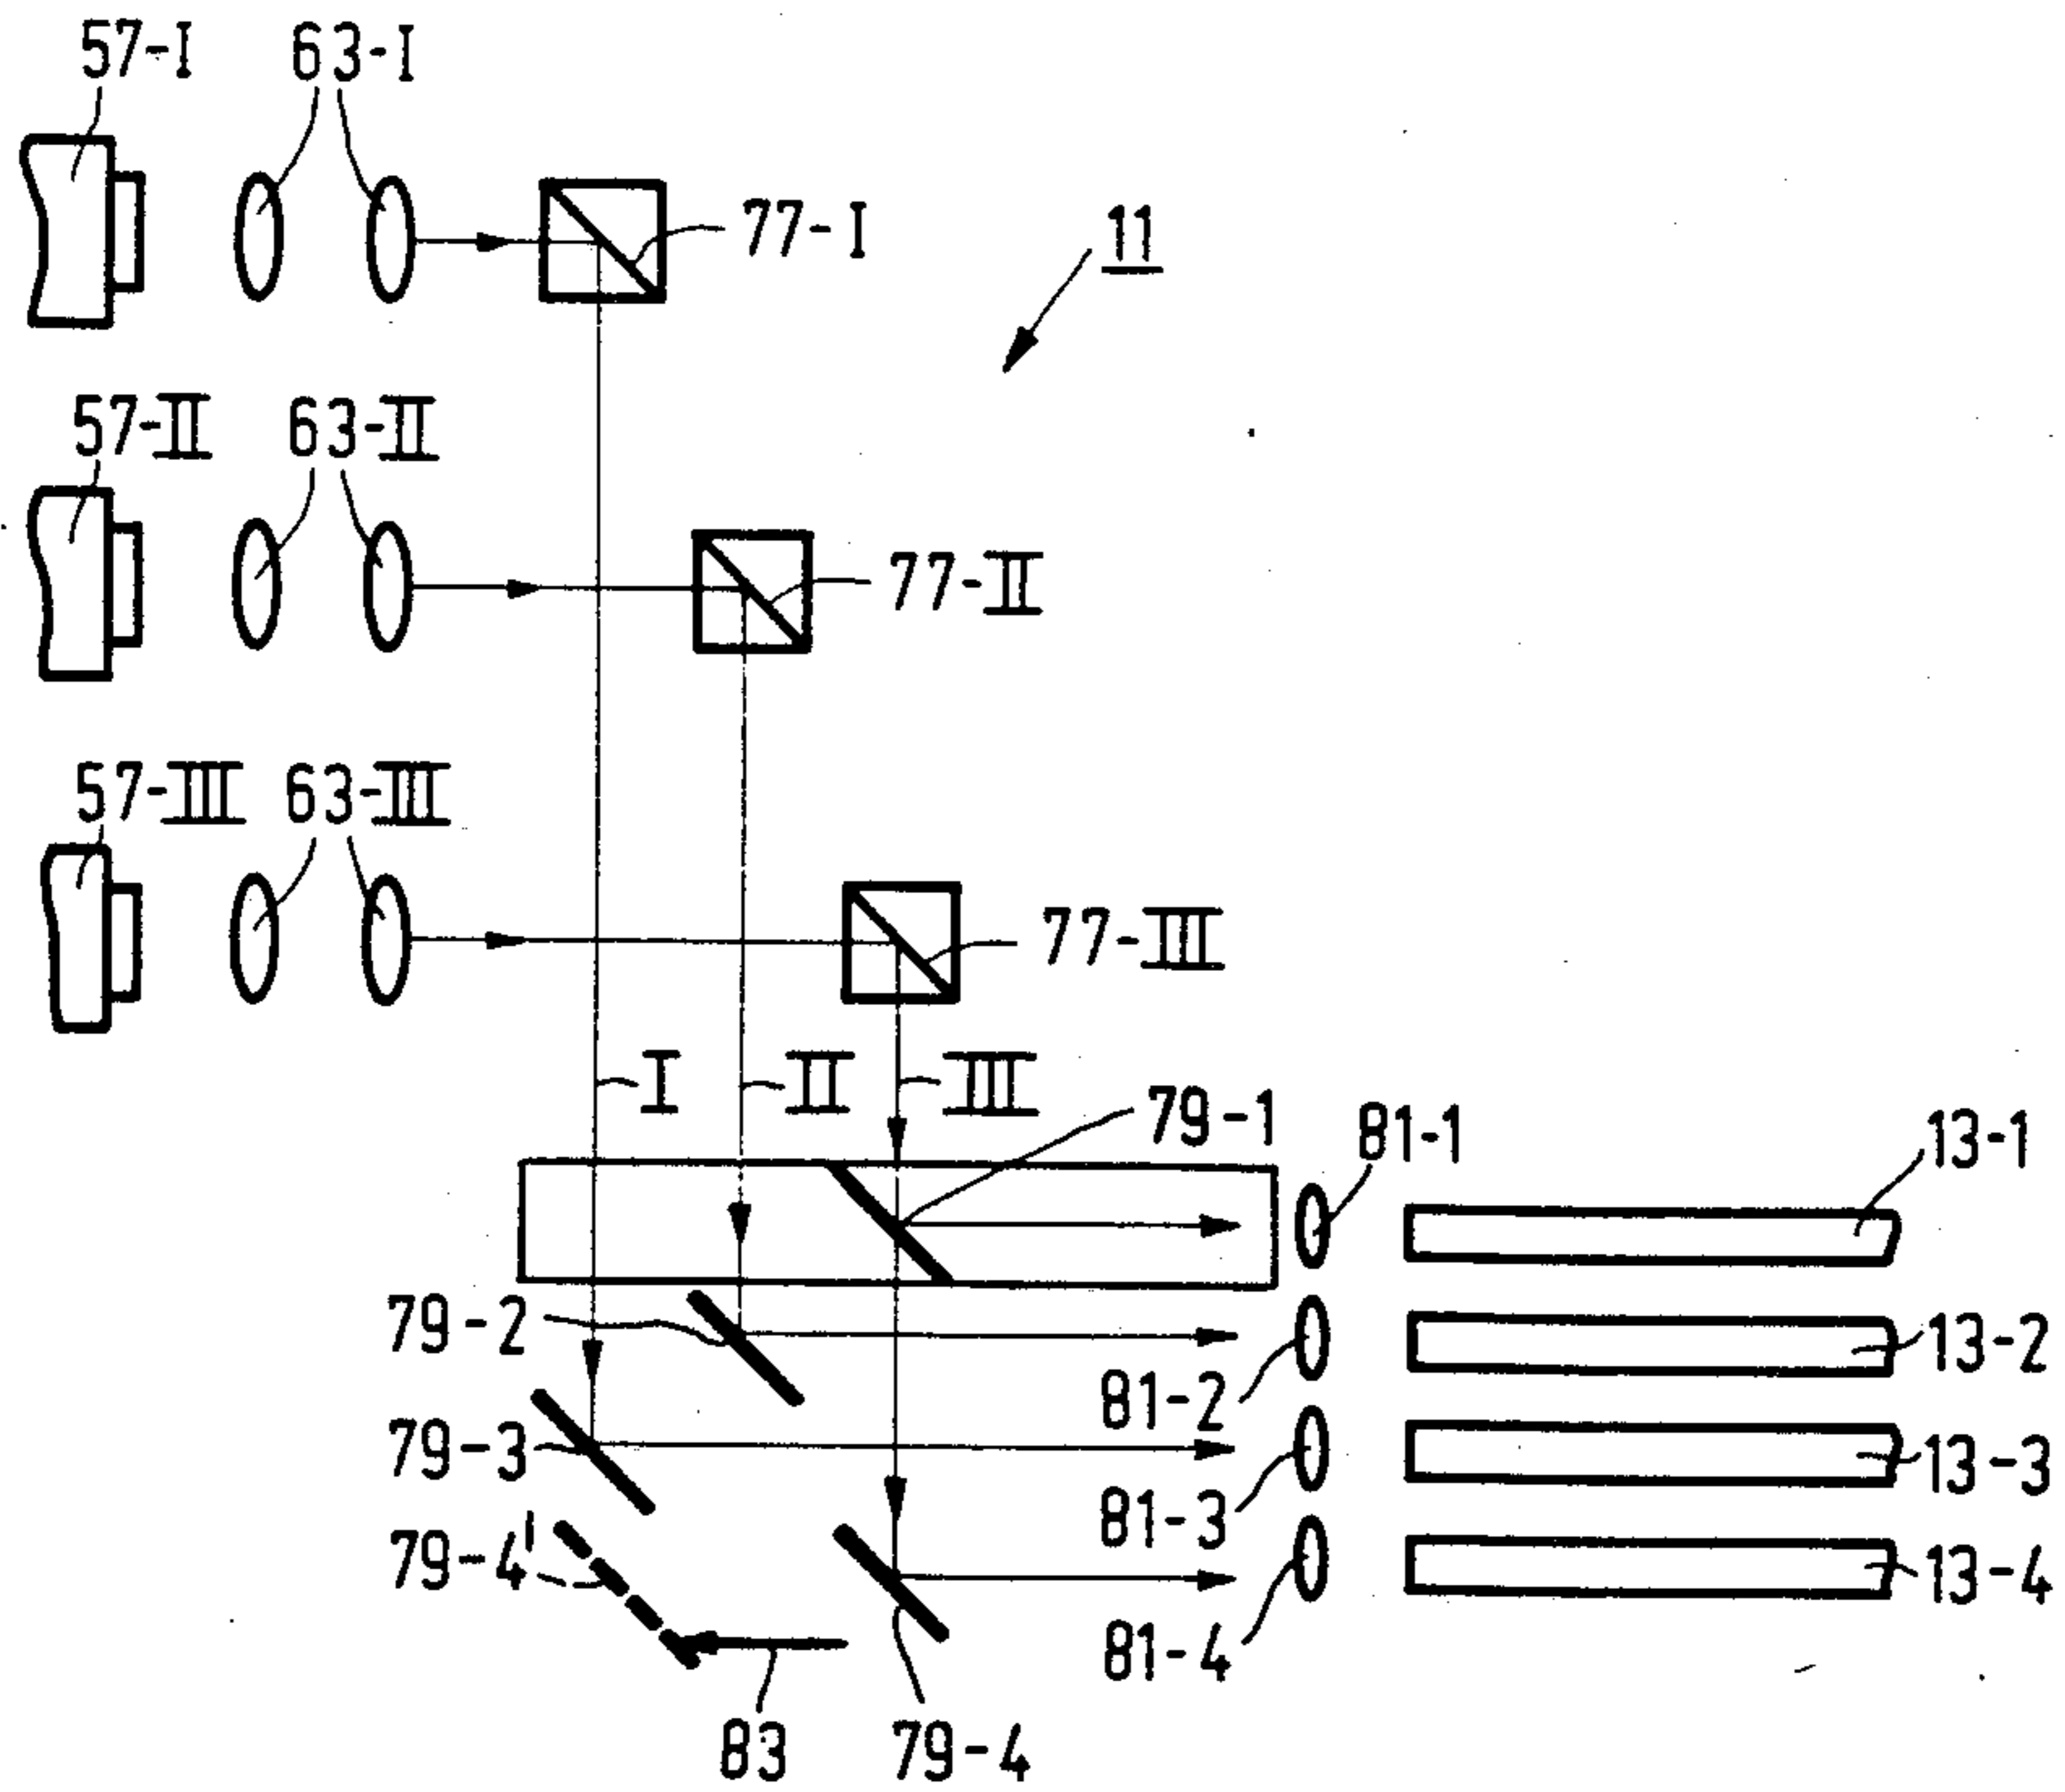 57-I 63-I
77-I 11
57-II 63-II
77-II
57-III 63-III
77-III
I II III 79-1 81-1 13-1
79-2 13-2
81-2
79-3 13-3
81-3
79-4' 13-4
81-4
83 79-4